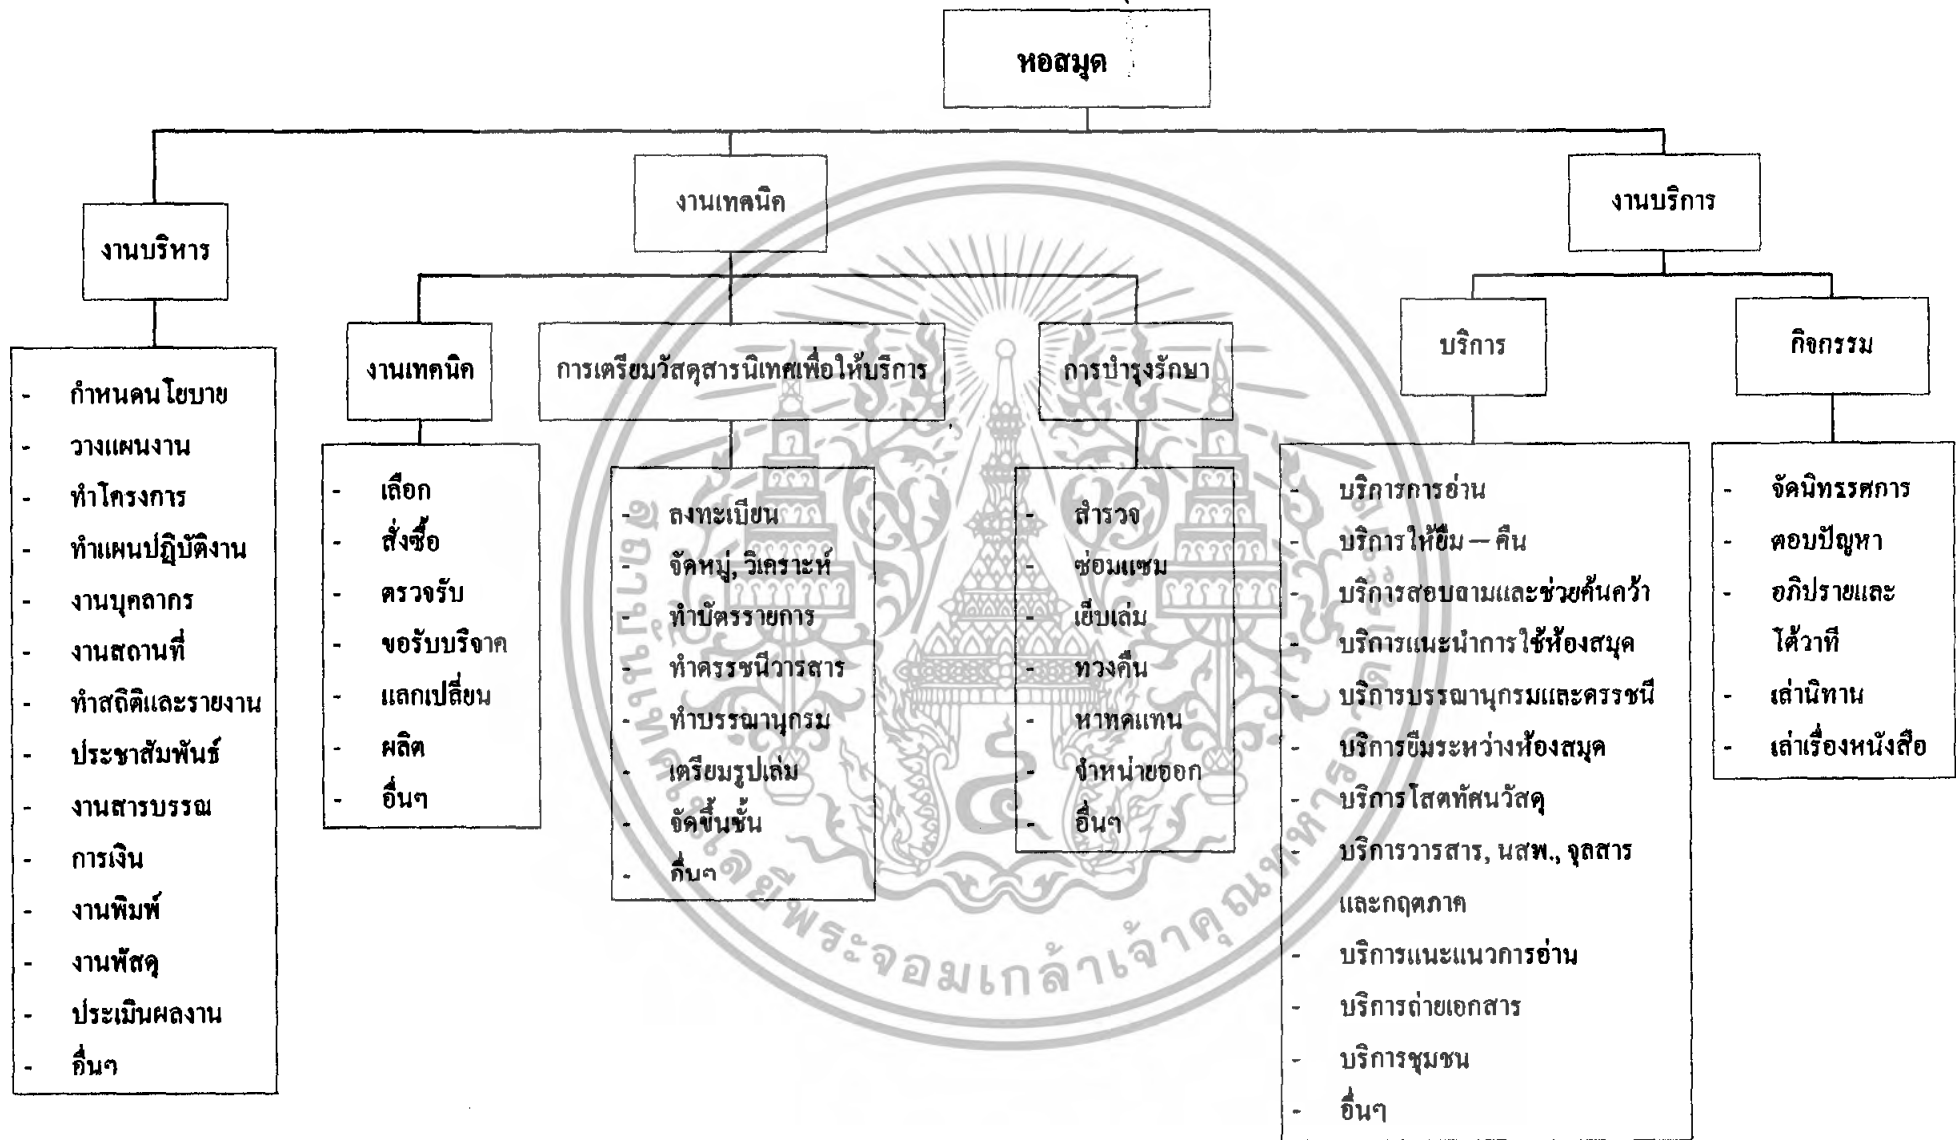 หอสมุด
งานบริหาร
- กำหนดนโยบาย
- วางแผนงาน
- ทำโครงการ
- ทำแผนปฏิบัติงาน
- งานบุคลากร
- งานสถานที่
- ทำสถิติและรายงาน
- ประชาสัมพันธ์
- งานสารบรรณ
- การเงิน
- งานพิมพ์
- งานพัสดุ
- ประเมินผลงาน
- อื่นๆ
งานเทคนิค
งานเทคนิค
- เลือก
- สั่งซื้อ
- ตรวจรับ
- ขอรับบริจาค
- แลกเปลี่ยน
- ผลิต
- อื่นๆ
การเตรียมวัสดุสารนิเทศเพื่อให้บริการ
- ลงทะเบียน
- จัดหมู่, วิเคราะห์
- ทำบัตรรายการ
- ทำดรรชนีวารสาร
- ทำบรรณานุกรม
- เตรียมรูปเล่ม
- จัดขึ้นชั้น
- อื่นๆ
การบำรุงรักษา
- สำรวจ
- ซ่อมแซม
- เย็บเล่ม
- ทวงคืน
- หาทดแทน
- จำหน่ายออก
- อื่นๆ
งานบริการ
บริการ
- บริการการอ่าน
- บริการให้ยืม – คืน
- บริการสอบถามและช่วยค้นคว้า
- บริการแนะนำการใช้ห้องสมุด
- บริการบรรณานุกรมและดรรชนี
- บริการยืมระหว่างห้องสมุด
- บริการโสตทัศนวัสดุ
- บริการวารสาร, นสพ., จุลสาร
และกฤตภาค
- บริการแนะแนวการอ่าน
- บริการถ่ายเอกสาร
- บริการชุมชน
- อื่นๆ
กิจกรรม
- จัดนิทรรศการ
- ตอบปัญหา
- อภิปรายและ
โต้วาที
- เล่านิทาน
- เล่าเรื่องหนังสือ
สถาบันเทคโนโลยีพระจอมเกล้าเจ้าคุณทหารลาดกระบัง